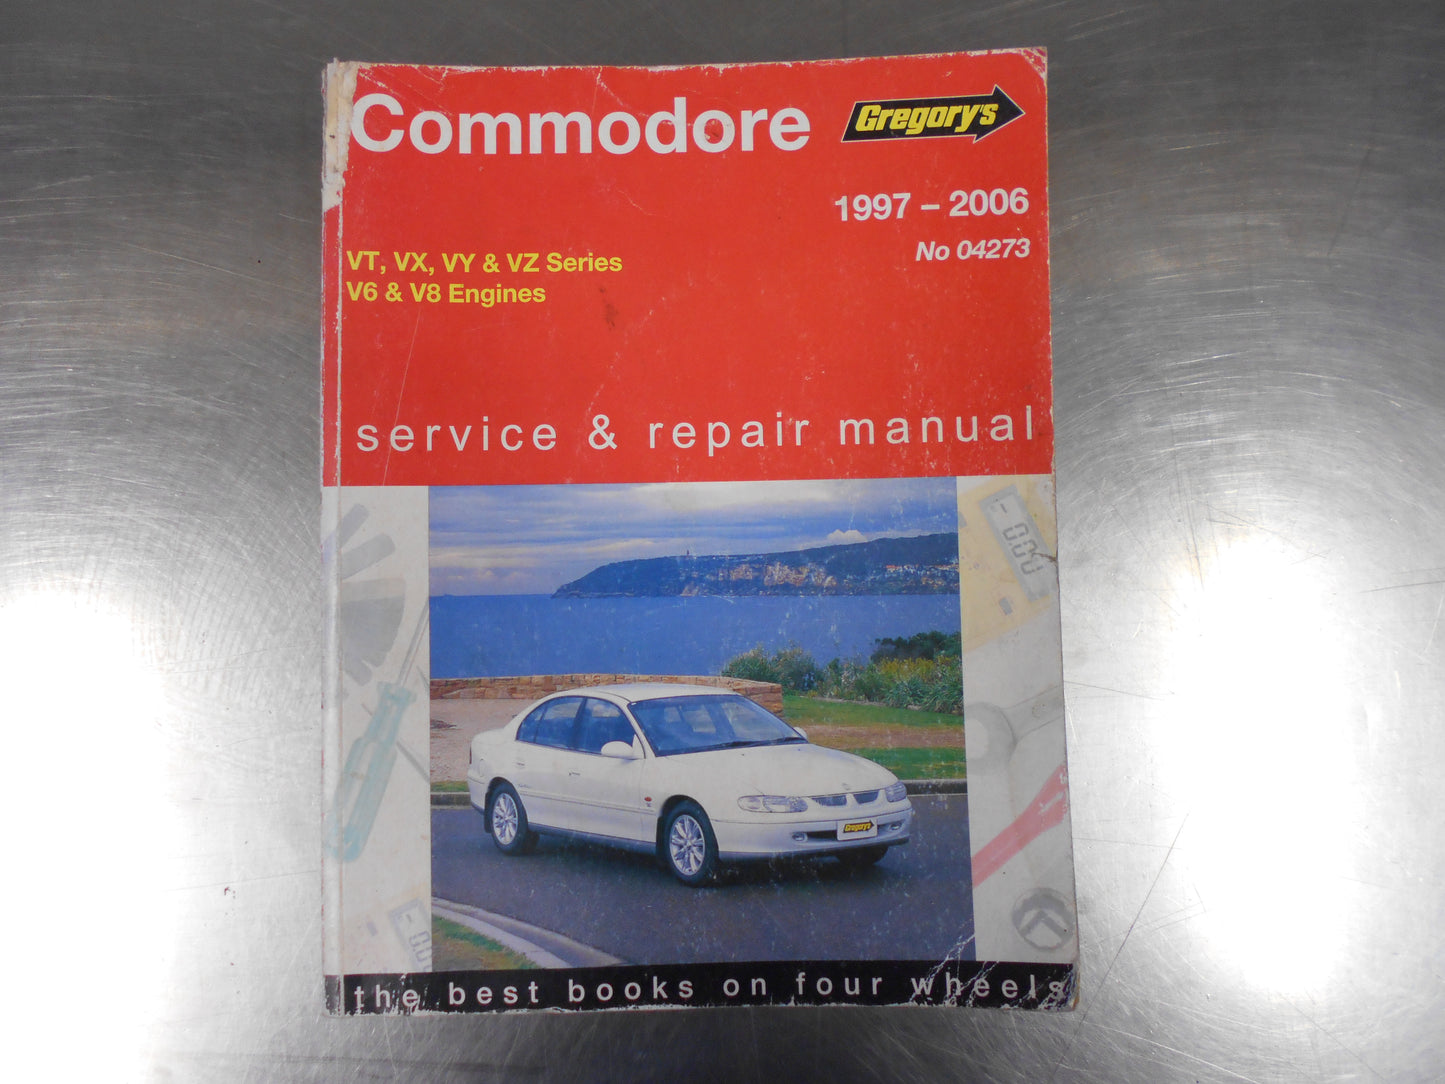 Commodore
Gregory's
1997 – 2006
No 04273
VT, VX, VY & VZ Series
V6 & V8 Engines
service & repair manual
000
Gregory's
the best books on four wheels